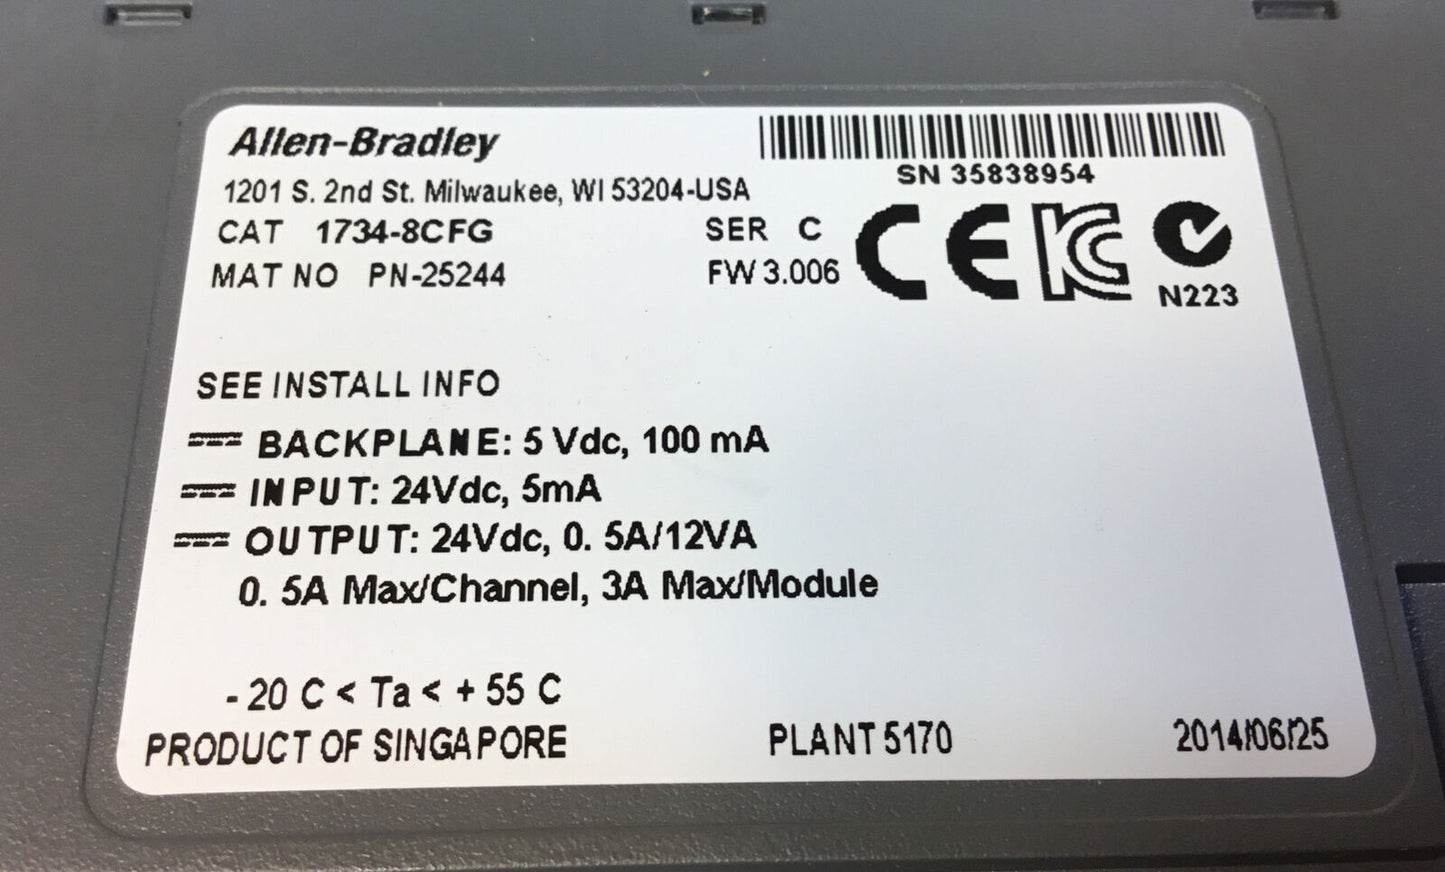 Allen-Bradley
SN 35838954
1201 S. 2nd St. Milwaukee, WI 53204-USA
CAT 1734-8CFG SER C
MAT NO PN-25244 FW 3.006
CE KC
N223
SEE INSTALL INFO
BACKPLANE: 5 Vdc, 100 mA
INPUT: 24Vdc, 5mA
OUTPUT: 24Vdc, 0. 5A/12VA
0. 5A Max/Channel, 3A Max/Module
- 20 C < Ta < + 55 C
PRODUCT OF SINGAPORE PLANT 5170 2014/06/25